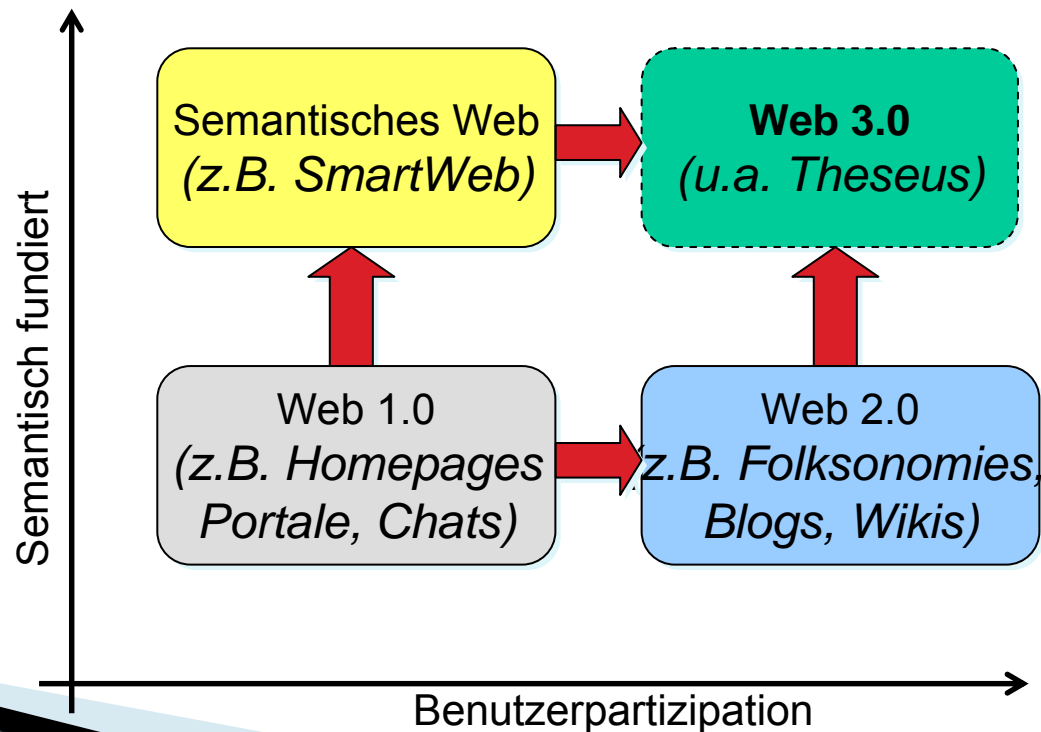 Semantisch fundiert
Semantisches Web
(z.B. SmartWeb)
Web 3.0
(u.a. Theseus)
Web 1.0
(z.B. Homepages
Portale, Chats)
Web 2.0
(z.B. Folksonomies,
Blogs, Wikis)
Benutzerpartizipation